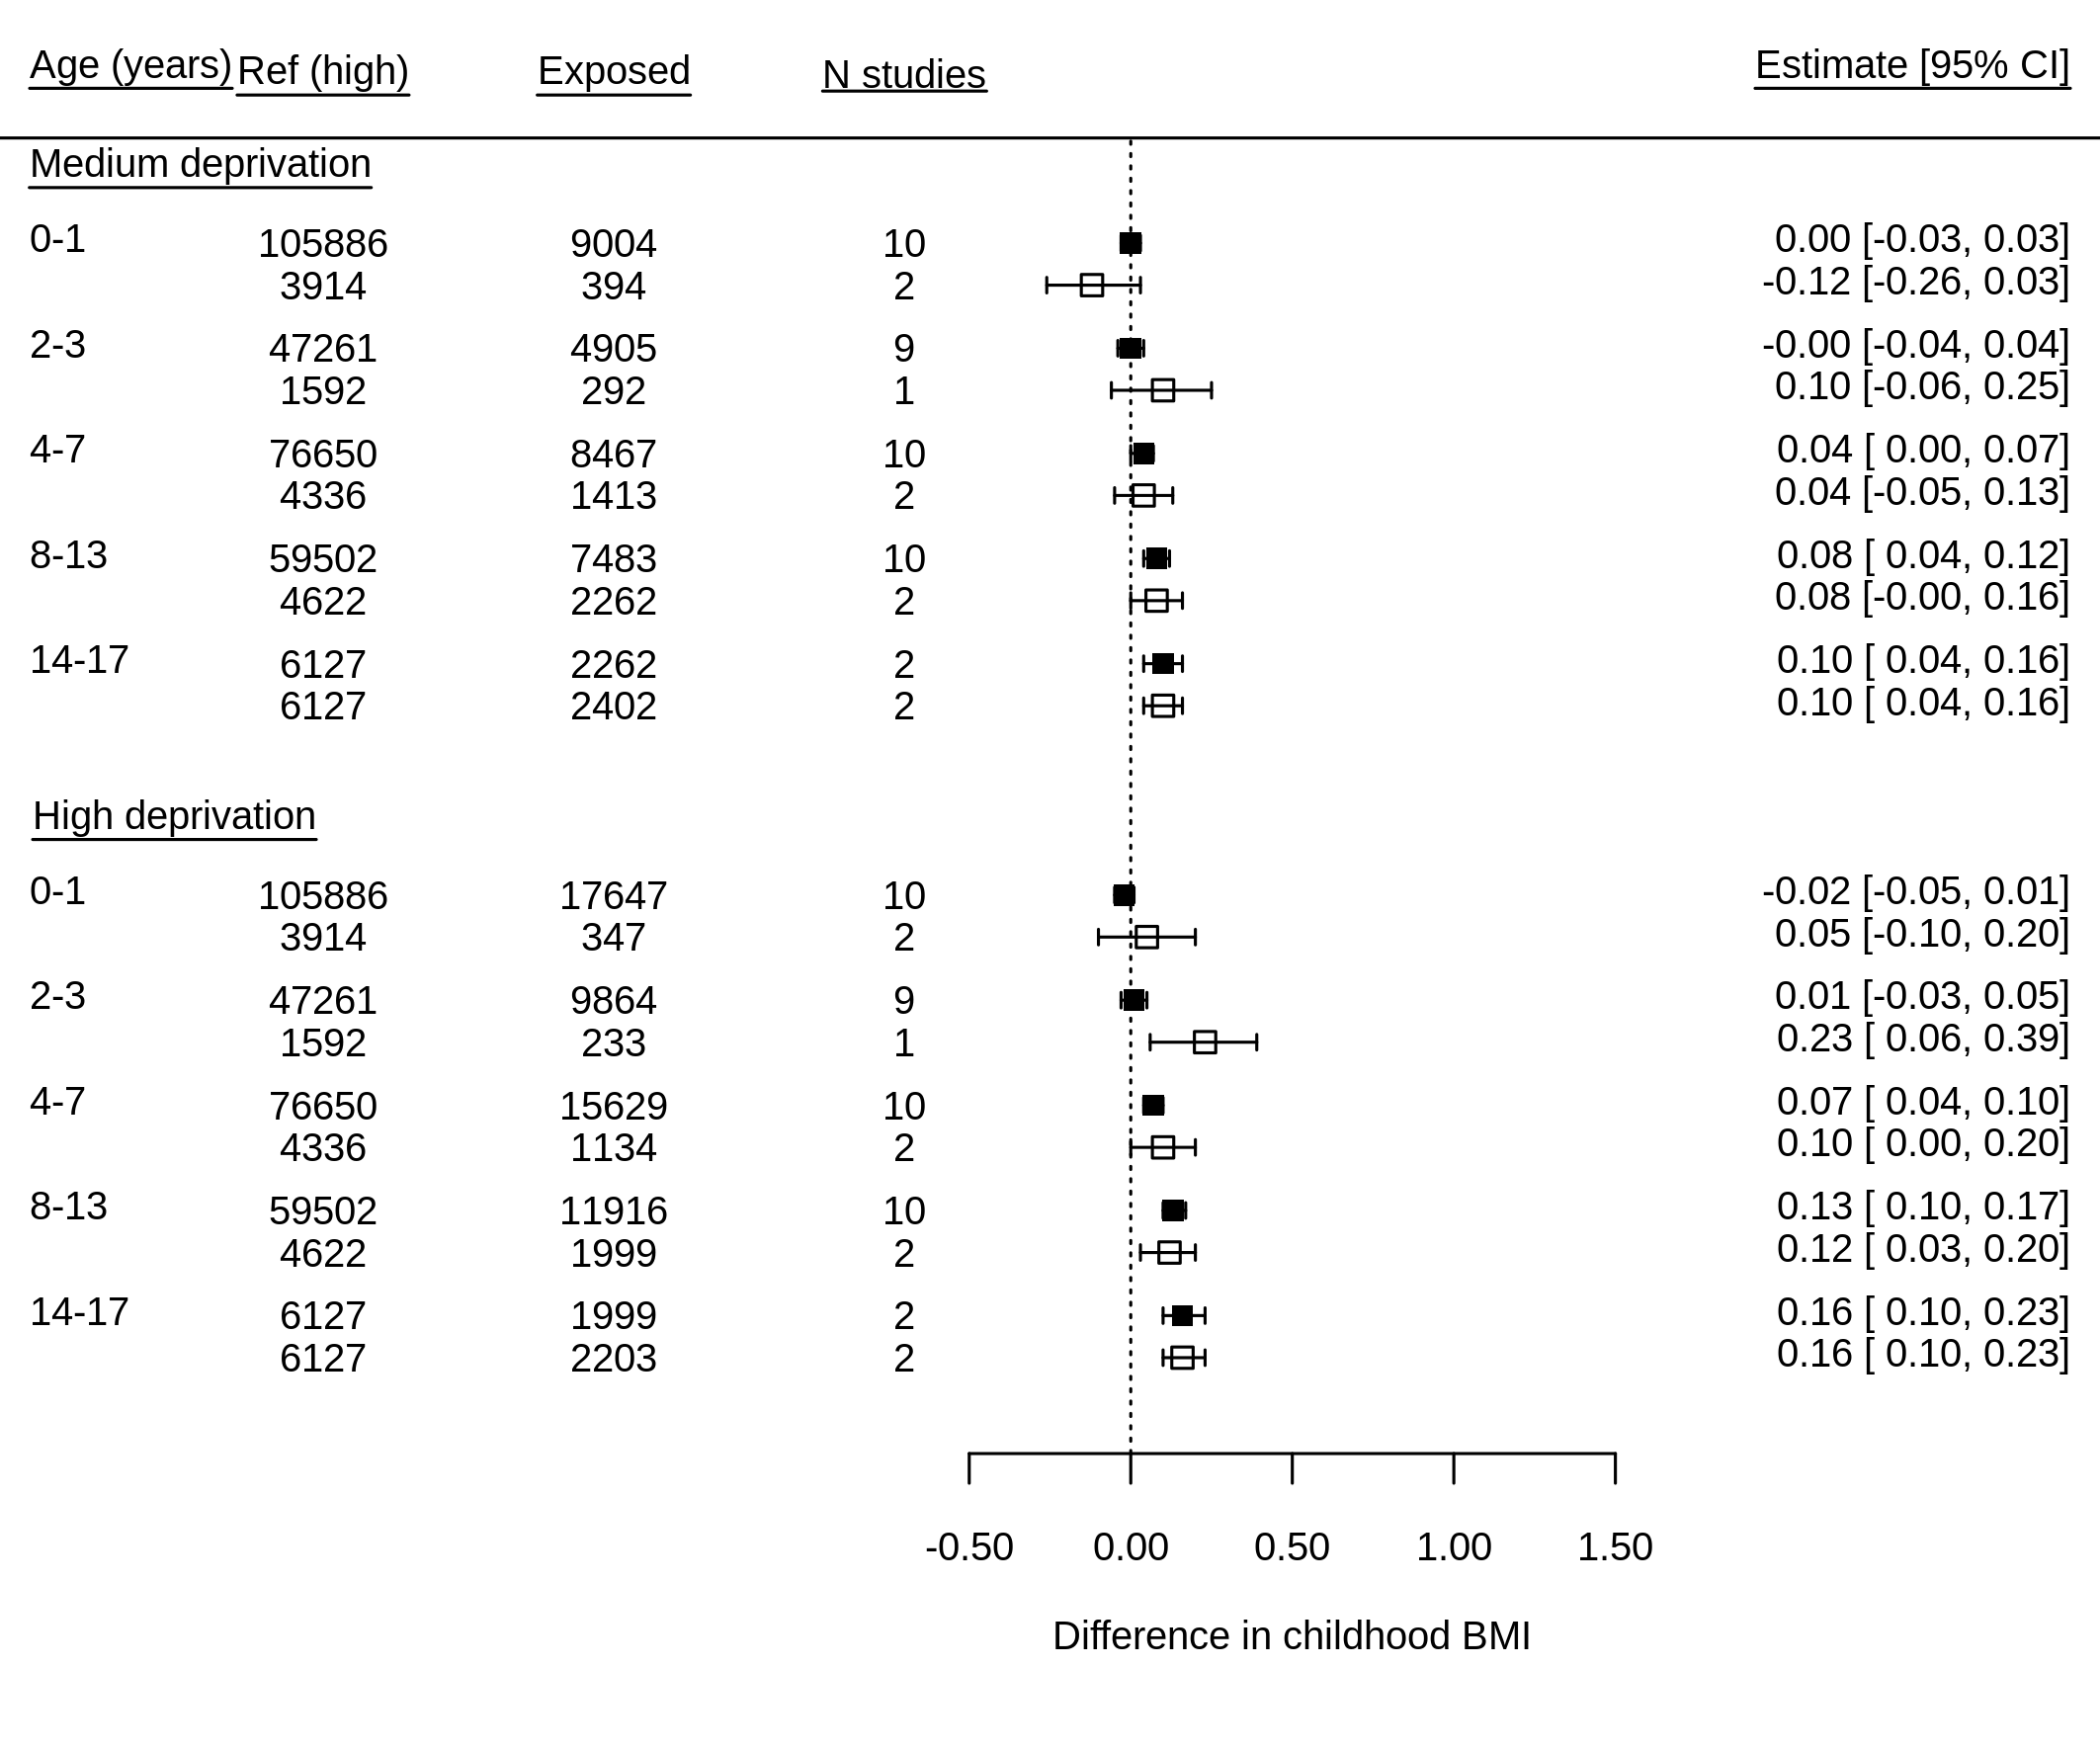 Age (years) Ref (high) Exposed N studies Estimate [95% CI]
Medium deprivation
0-1 105886 9004 10 0.00 [-0.03, 0.03]
3914 394 2 -0.12 [-0.26, 0.03]
2-3 47261 4905 9 -0.00 [-0.04, 0.04]
1592 292 1 0.10 [-0.06, 0.25]
4-7 76650 8467 10 0.04 [ 0.00, 0.07]
4336 1413 2 0.04 [-0.05, 0.13]
8-13 59502 7483 10 0.08 [ 0.04, 0.12]
4622 2262 2 0.08 [-0.00, 0.16]
14-17 6127 2262 2 0.10 [ 0.04, 0.16]
6127 2402 2 0.10 [ 0.04, 0.16]
High deprivation
0-1 105886 17647 10 -0.02 [-0.05, 0.01]
3914 347 2 0.05 [-0.10, 0.20]
2-3 47261 9864 9 0.01 [-0.03, 0.05]
1592 233 1 0.23 [ 0.06, 0.39]
4-7 76650 15629 10 0.07 [ 0.04, 0.10]
4336 1134 2 0.10 [ 0.00, 0.20]
8-13 59502 11916 10 0.13 [ 0.10, 0.17]
4622 1999 2 0.12 [ 0.03, 0.20]
14-17 6127 1999 2 0.16 [ 0.10, 0.23]
6127 2203 2 0.16 [ 0.10, 0.23]
-0.50 0.00 0.50 1.00 1.50
Difference in childhood BMI